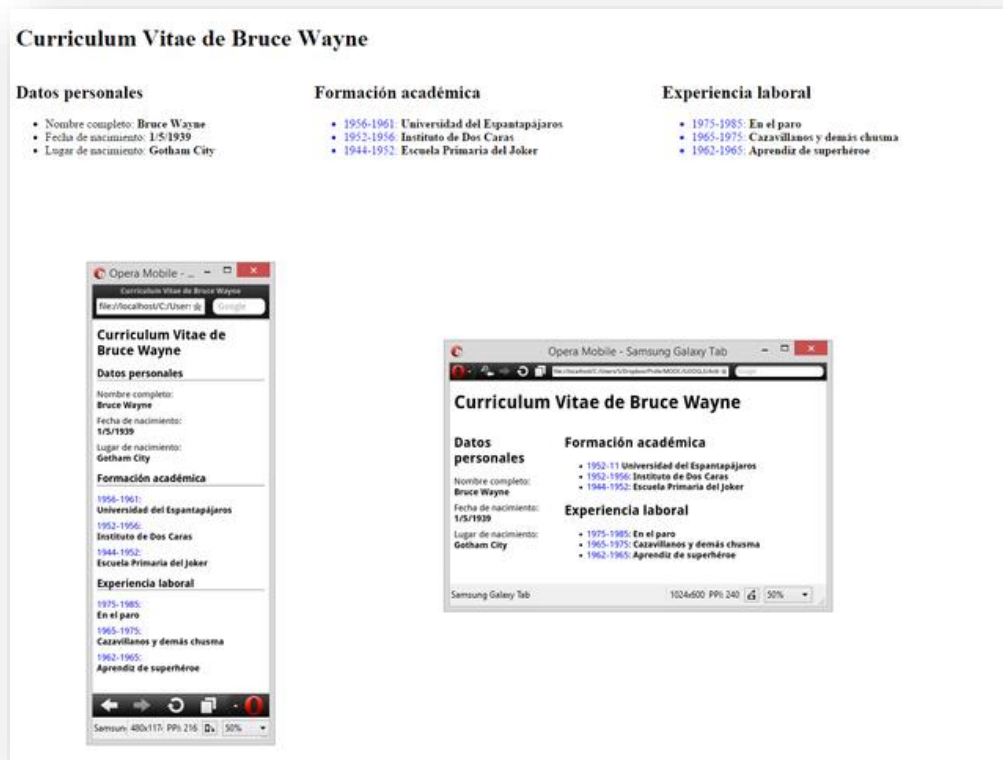 Curriculum Vitae de Bruce Wayne
Datos personales
• Nombre completo: Bruce Wayne
• Fecha de nacimiento: 1/5/1939
• Lugar de nacimiento: Gotham City
Formación académica
• 1956-1961: Universidad del Espantapájaros
• 1952-1956: Instituto de Dos Caras
• 1944-1952: Escuela Primaria del Joker
Experiencia laboral
• 1975-1985: En el paro
• 1965-1975: Cazavillanos y demás chusma
• 1962-1965: Aprendiz de superhéroe
Opera Mobile - ...
Curriculum Vitae de Bruce Wayne
file://localhost/C:/User:
Google
Curriculum Vitae de
Bruce Wayne
Datos personales
Nombre completo:
Bruce Wayne
Fecha de nacimiento:
1/5/1939
Lugar de nacimiento:
Gotham City
Formación académica
1956-1961:
Universidad del Espantapájaros
1952-1956:
Instituto de Dos Caras
1944-1952:
Escuela Primaria del Joker
Experiencia laboral
1975-1985:
En el paro
1965-1975:
Cazavillanos y demás chusma
1962-1965:
Aprendiz de superhéroe
Samsun 480x117 PPI: 216 50%
Opera Mobile - Samsung Galaxy Tab
Curriculum Vitae de Bruce Wayne
Datos
personales
Nombre completo:
Bruce Wayne
Fecha de nacimiento:
1/5/1939
Lugar de nacimiento:
Gotham City
Formación académica
• 1952-11 Universidad del Espantapájaros
• 1952-1956: Instituto de Dos Caras
• 1944-1952: Escuela Primaria del Joker
Experiencia laboral
• 1975-1985: En el paro
• 1965-1975: Cazavillanos y demás chusma
• 1962-1965: Aprendiz de superhéroe
Samsung Galaxy Tab 1024x600 PPI: 240 50%